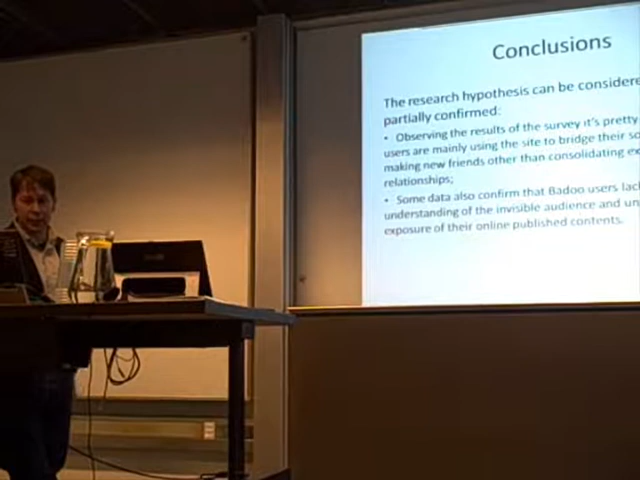 Conclusions
The research hypothesis can be considere
partially confirmed:
• Observing the results of the survey it's pretty
users are mainly using the site to bridge their so
making new friends other than consolidating ex
relationships;
• Some data also confirm that Badoo users lac
understanding of the invisible audience and un
exposure of their online published contents.